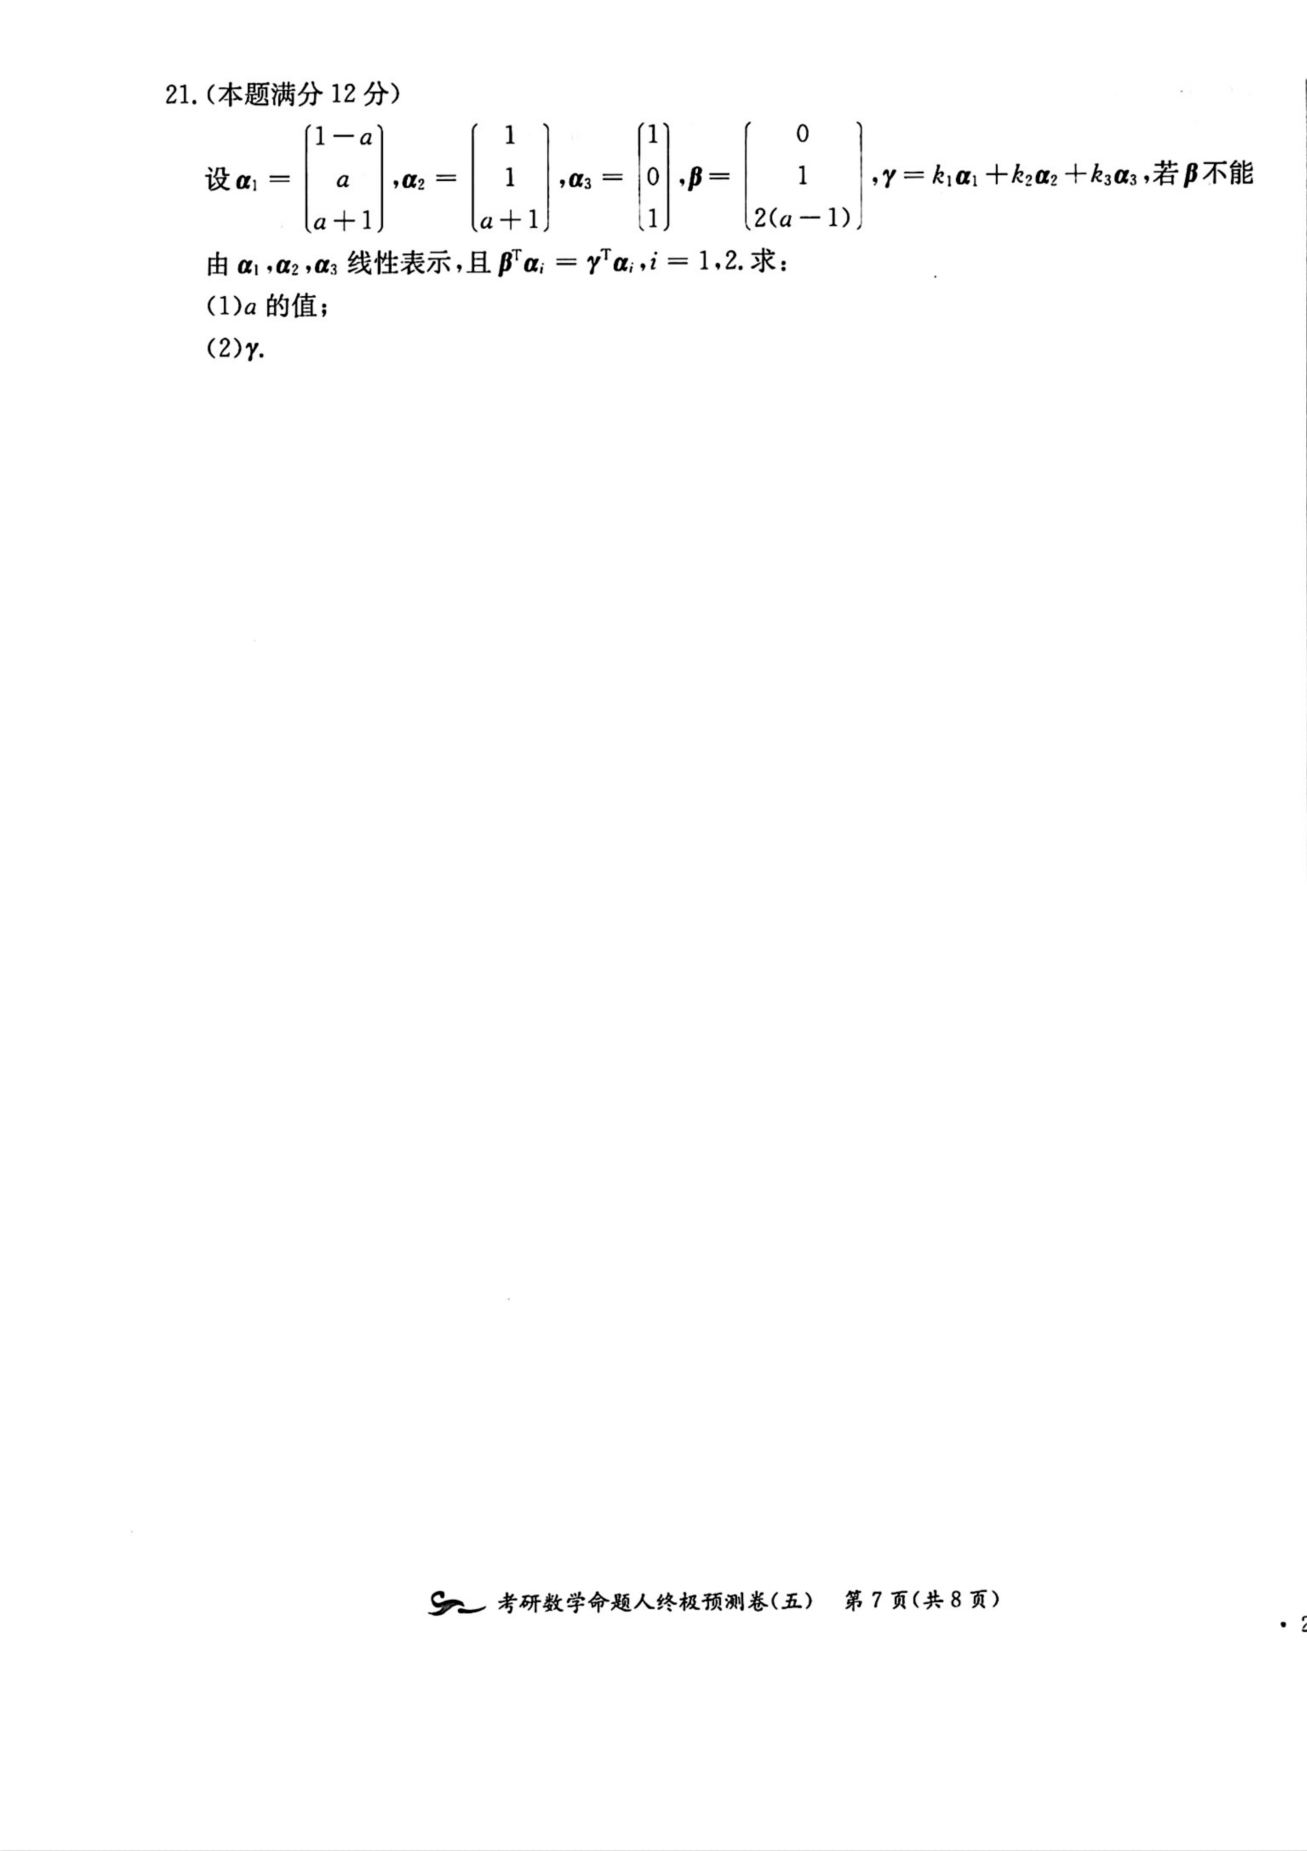 21.(本题满分 12 分)
设 α₁ = (1－a, a, a＋1)ᵀ, α₂ = (1, 1, a＋1)ᵀ, α₃ = (1, 0, 1)ᵀ, β = (0, 1, 2(a－1))ᵀ, γ = k₁α₁＋k₂α₂＋k₃α₃,若 β 不能
由 α₁,α₂,α₃ 线性表示,且 βᵀαᵢ = γᵀαᵢ,i = 1,2. 求:
(1)a 的值;
(2)γ.
考研数学命题人终极预测卷(五) 第 7 页(共 8 页)